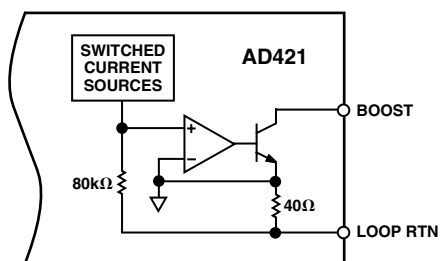 SWITCHED
CURRENT
SOURCES
AD421
BOOST
+
−
80kΩ
40Ω
LOOP RTN